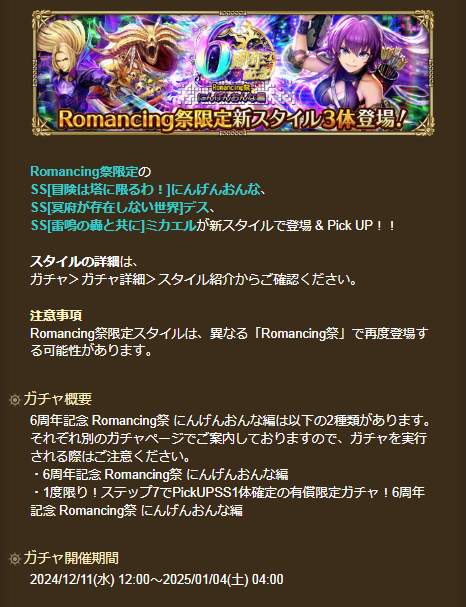 6周年記念
Romancing祭
にんげんおんな編
Romancing祭限定新スタイル3体登場!
Romancing祭限定の
SS[冒険は塔に限るわ！]にんげんおんな、
SS[冥府が存在しない世界]デス、
SS[雷鳴の轟と共に]ミカエルが新スタイルで登場 & Pick UP！！
スタイルの詳細は、
ガチャ＞ガチャ詳細＞スタイル紹介からご確認ください。
注意事項
Romancing祭限定スタイルは、異なる「Romancing祭」で再度登場す
る可能性があります。
ガチャ概要
6周年記念 Romancing祭 にんげんおんな編は以下の2種類があります。
それぞれ別のガチャページでご案内しておりますので、ガチャを実行
される際はご注意ください。
・6周年記念 Romancing祭 にんげんおんな編
・1度限り！ステップ7でPickUPSS1体確定の有償限定ガチャ！6周年
記念 Romancing祭 にんげんおんな編
ガチャ開催期間
2024/12/11(水) 12:00～2025/01/04(土) 04:00